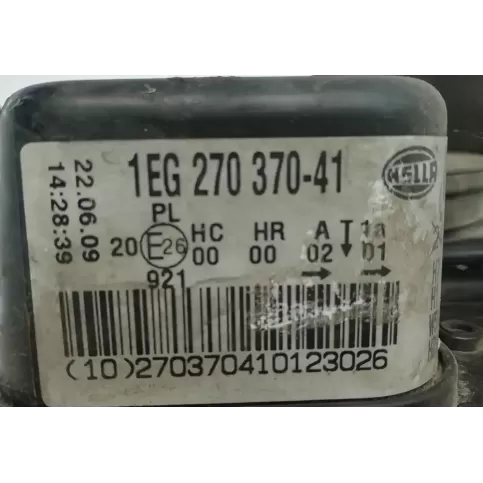 22.06.09
14:28:39
1EG 270 370-41
HELLA
PL
HC HR A 1a
20 E26 00 00 02 01
921
(10)270370410123026